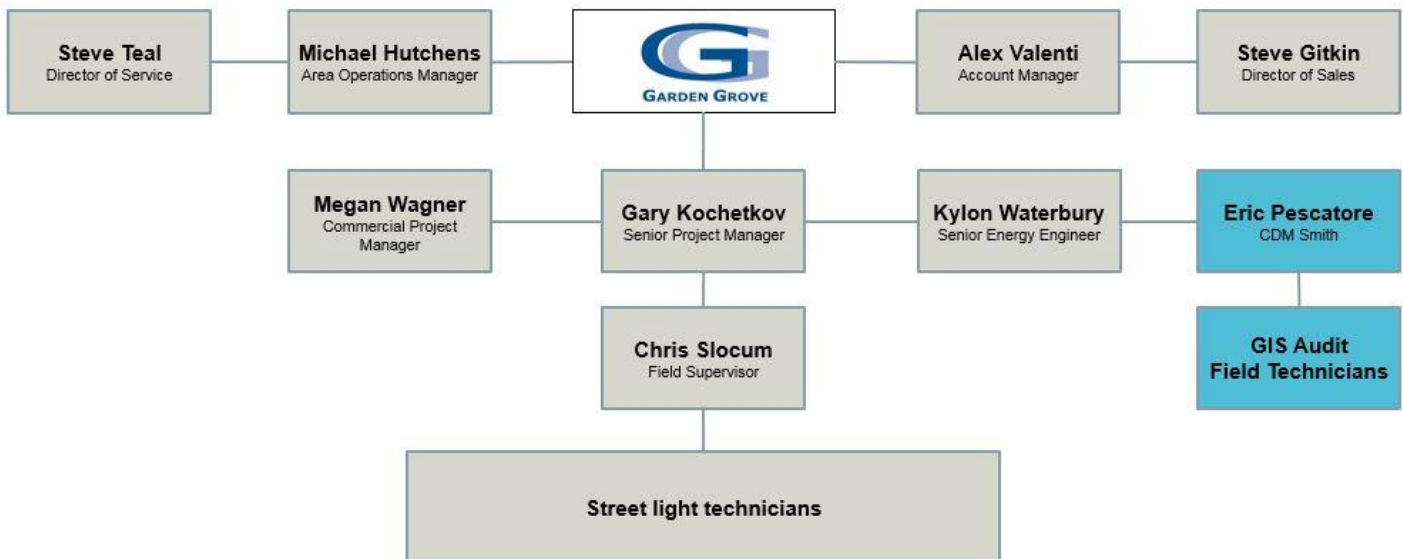 Steve Teal
Director of Service
Michael Hutchens
Area Operations Manager
GARDEN GROVE
Alex Valenti
Account Manager
Steve Gitkin
Director of Sales
Megan Wagner
Commercial Project
Manager
Gary Kochetkov
Senior Project Manager
Kylon Waterbury
Senior Energy Engineer
Eric Pescatore
CDM Smith
Chris Slocum
Field Supervisor
GIS Audit
Field Technicians
Street light technicians